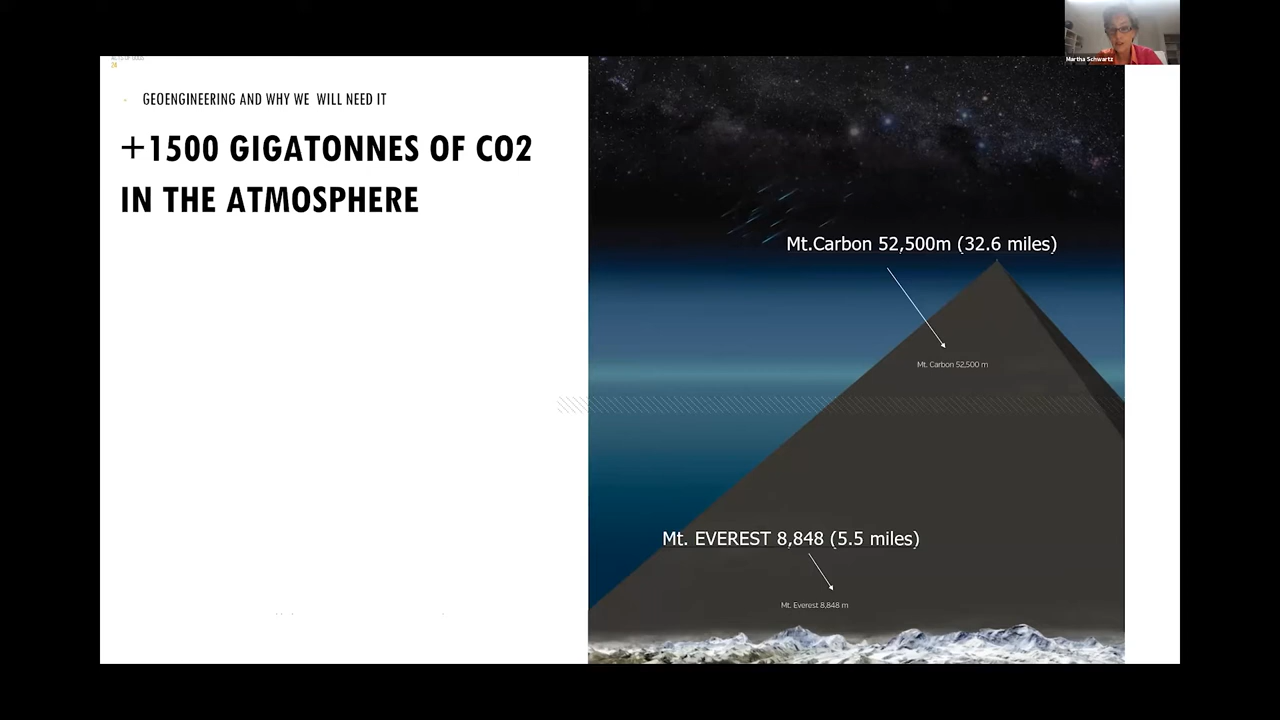 24
GEOENGINEERING AND WHY WE WILL NEED IT
+1500 GIGATONNES OF CO2
IN THE ATMOSPHERE
Martha Schwartz
Mt.Carbon 52,500m (32.6 miles)
Mt. Carbon 52,500 m
Mt. EVEREST 8,848 (5.5 miles)
Mt. Everest 8,848 m